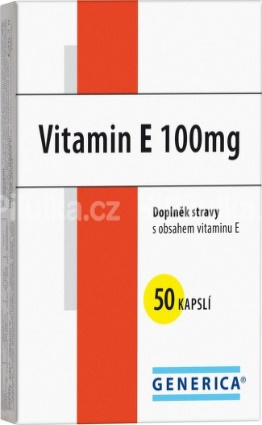 Vitamin E 100mg
Doplněk stravy
s obsahem vitaminu E
50 KAPSLÍ
GENERICA®